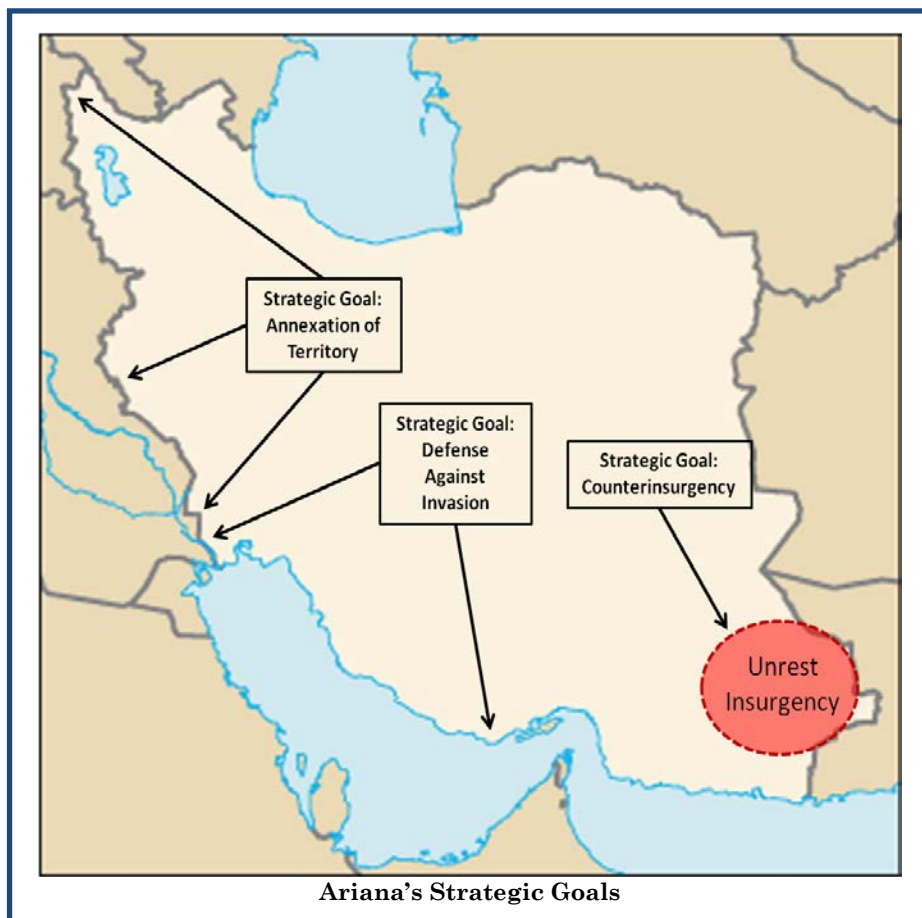 Strategic Goal:
Annexation of
Territory
Strategic Goal:
Defense
Against
Invasion
Strategic Goal:
Counterinsurgency
Unrest
Insurgency
Ariana’s Strategic Goals